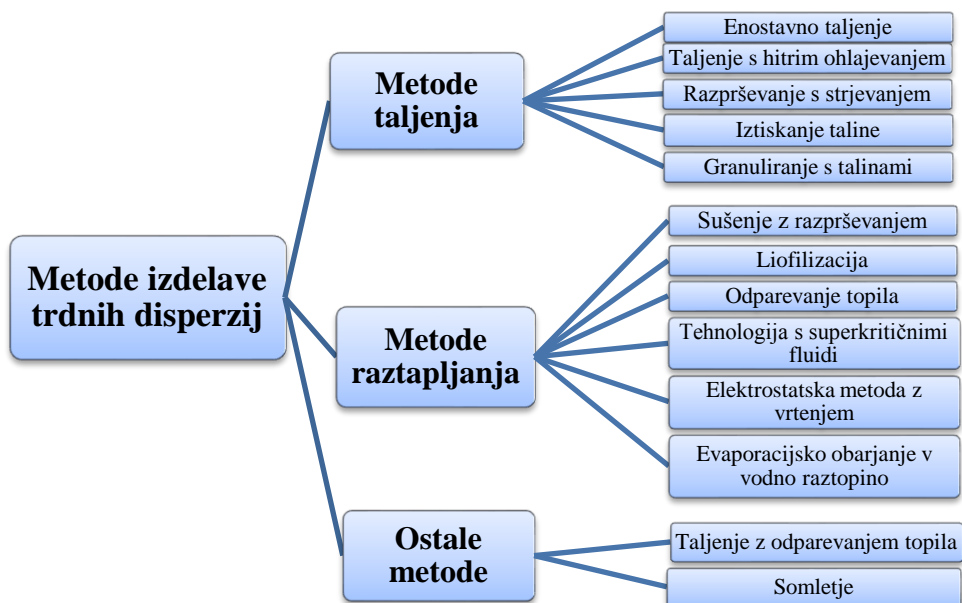 Metode izdelave
trdnih disperzij
Metode
taljenja
Enostavno taljenje
Taljenje s hitrim ohlajevanjem
Razprševanje s strjevanjem
Iztiskanje taline
Granuliranje s talinami
Metode
raztapljanja
Sušenje z razprševanjem
Liofilizacija
Odparevanje topila
Tehnologija s superkritičnimi
fluidi
Elektrostatska metoda z
vrtenjem
Evaporacijsko obarjanje v
vodno raztopino
Ostale
metode
Taljenje z odparevanjem topila
Somletje